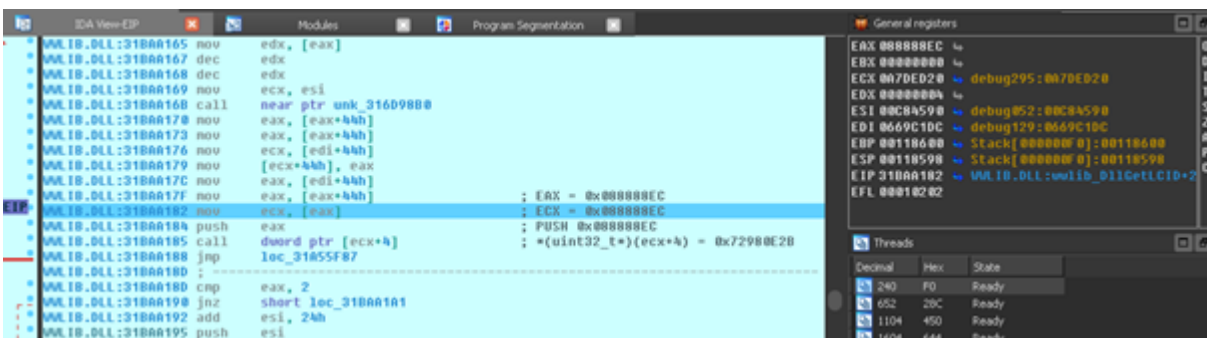 IDA View-EIP Modules Program Segmentation
WWLIB.DLL:31BAA165 mov edx, [eax]
WWLIB.DLL:31BAA167 dec edx
WWLIB.DLL:31BAA168 dec edx
WWLIB.DLL:31BAA169 mov ecx, esi
WWLIB.DLL:31BAA16B call near ptr unk_316D98B0
WWLIB.DLL:31BAA170 mov eax, [eax+44h]
WWLIB.DLL:31BAA173 mov eax, [eax+44h]
WWLIB.DLL:31BAA176 mov ecx, [edi+44h]
WWLIB.DLL:31BAA179 mov [ecx+44h], eax
WWLIB.DLL:31BAA17C mov eax, [edi+44h]
WWLIB.DLL:31BAA17F mov eax, [eax+44h] ; EAX = 0x088888EC
EIP WWLIB.DLL:31BAA182 mov ecx, [eax] ; ECX = 0x088888EC
WWLIB.DLL:31BAA184 push eax ; PUSH 0x088888EC
WWLIB.DLL:31BAA185 call dword ptr [ecx+4] ; *(uint32_t*)(ecx+4) = 0x72980E2B
WWLIB.DLL:31BAA188 jmp loc_31A55F87
WWLIB.DLL:31BAA18D ; ---
WWLIB.DLL:31BAA18D cmp eax, 2
WWLIB.DLL:31BAA190 jnz short loc_31BAA1A1
WWLIB.DLL:31BAA192 add esi, 24h
WWLIB.DLL:31BAA195 push esi
General registers
EAX 088888EC
EBX 00000000
ECX 0A7DED20 debug295:0A7DED20
EDX 00000004
ESI 00C84590 debug052:00C84590
EDI 0669C1DC debug129:0669C1DC
EBP 00118600 Stack[000000F0]:00118600
ESP 00118598 Stack[000000F0]:00118598
EIP 31BAA182 WWLIB.DLL:wwlib_DllGetLCID+2
EFL 00010202
Threads
Decimal Hex State
240 F0 Ready
652 28C Ready
1104 450 Ready
1604 644 Ready